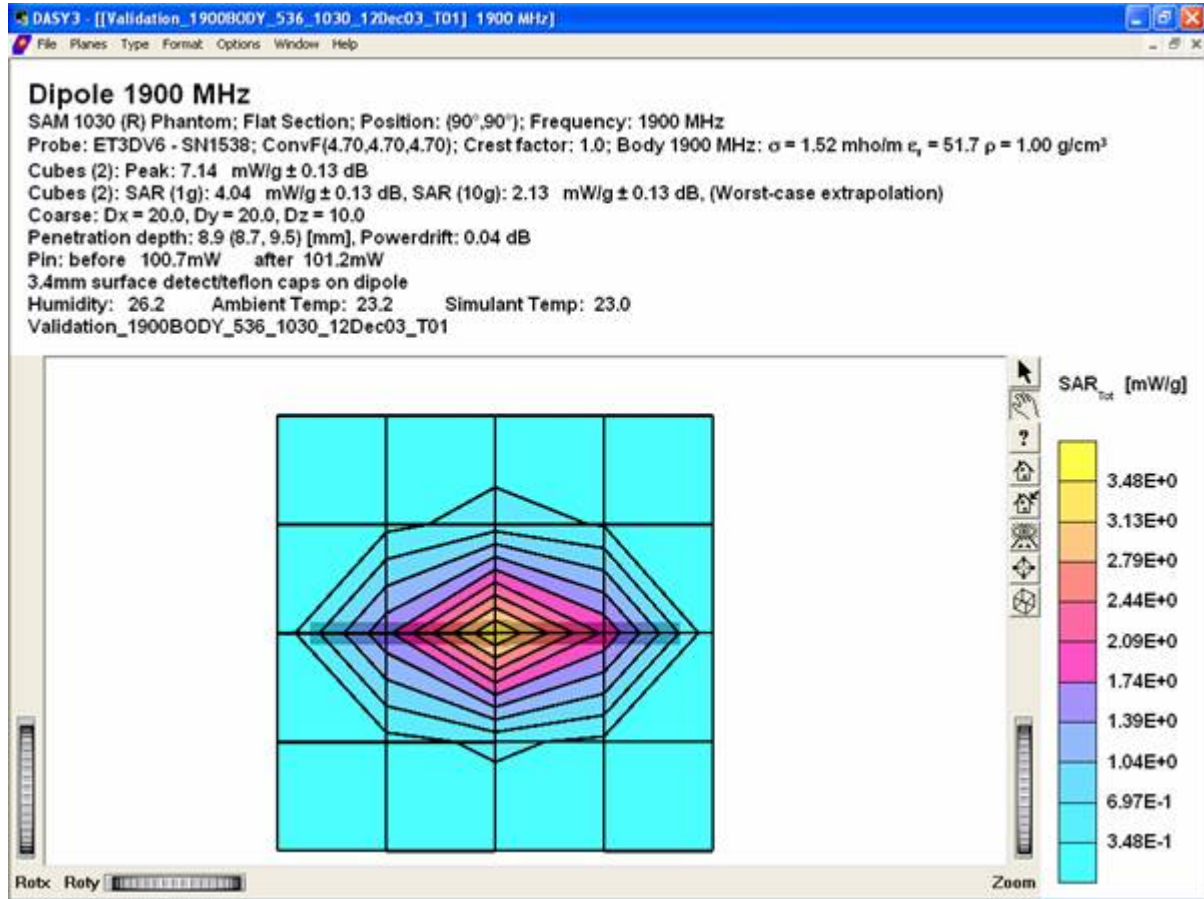 DASY3 - [[Validation_1900BODY_536_1030_12Dec03_T01] 1900 MHz]
File Planes Type Format Options Window Help
Dipole 1900 MHz
SAM 1030 (R) Phantom; Flat Section; Position: (90°,90°); Frequency: 1900 MHz
Probe: ET3DV6 - SN1538; ConvF(4.70,4.70,4.70); Crest factor: 1.0; Body 1900 MHz: σ = 1.52 mho/m εr = 51.7 ρ = 1.00 g/cm³
Cubes (2): Peak: 7.14 mW/g ± 0.13 dB
Cubes (2): SAR (1g): 4.04 mW/g ± 0.13 dB, SAR (10g): 2.13 mW/g ± 0.13 dB, (Worst-case extrapolation)
Coarse: Dx = 20.0, Dy = 20.0, Dz = 10.0
Penetration depth: 8.9 (8.7, 9.5) [mm], Powerdrift: 0.04 dB
Pin: before 100.7mW after 101.2mW
3.4mm surface detect/teflon caps on dipole
Humidity: 26.2 Ambient Temp: 23.2 Simulant Temp: 23.0
Validation_1900BODY_536_1030_12Dec03_T01
SARTot [mW/g]
?
3.48E+0
3.13E+0
2.79E+0
2.44E+0
2.09E+0
1.74E+0
1.39E+0
1.04E+0
6.97E-1
3.48E-1
Rotx Roty Zoom